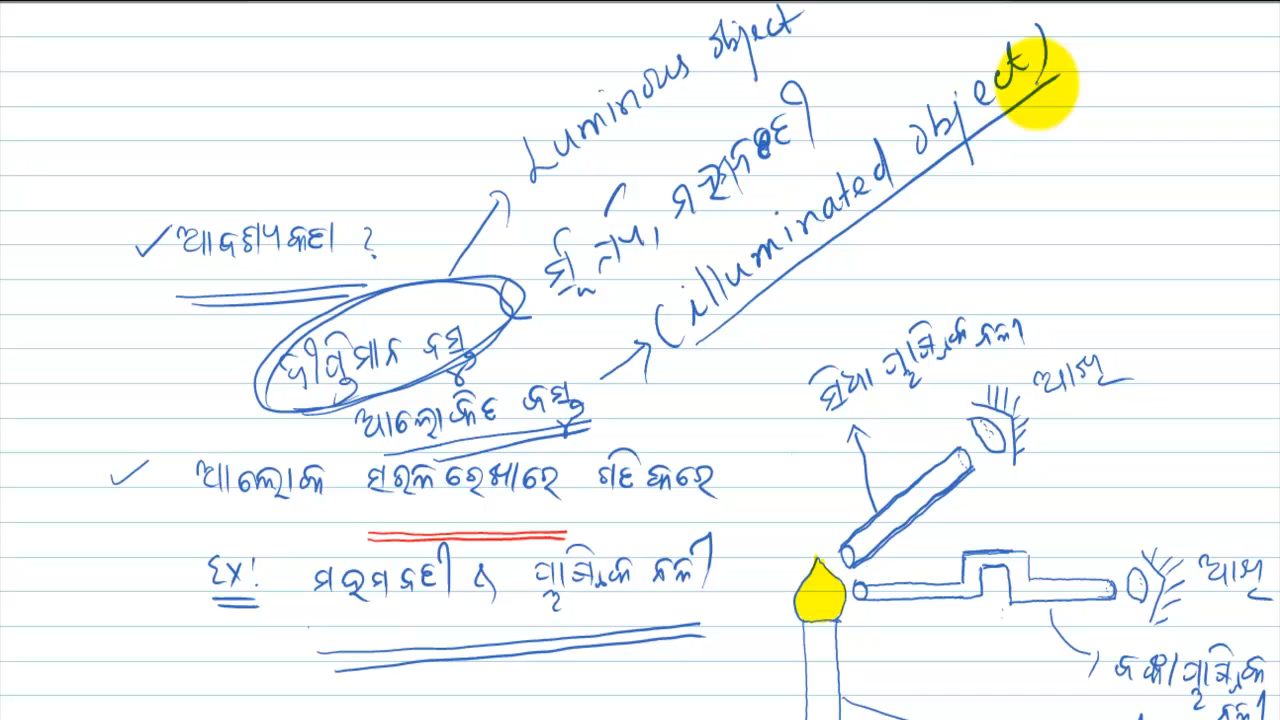 Luminous object
(illuminated object)
ଆବଶ୍ୟକତା ?
ଦୀପ୍ତିମାନ ବସ୍ତୁ
ଆଲୋକିତ ବସ୍ତୁ
ଆଲୋକ ସରଳରେଖାରେ ଗତିକରେ
Ex! ମହମବତୀ ଓ ପ୍ଲାଷ୍ଟିକ ନଳୀ
ସିଧା ପ୍ଲାଷ୍ଟିକ ନଳୀ
ଆଖି
ଆଖି
ବଙ୍କା ପ୍ଲାଷ୍ଟିକ
ନଳୀ